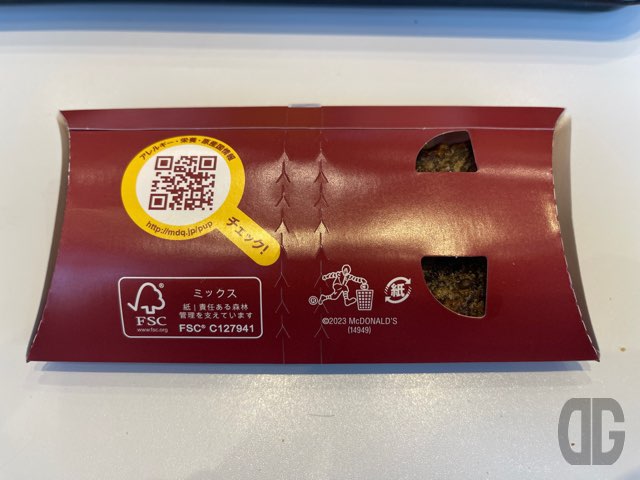 アレルギー・栄養・原産国情報
http://mdq.jp/pup
チェック!
FSC
www.fsc.org
ミックス
紙 | 責任ある森林
管理を支えています
FSC® C127941
紙
©2023 McDONALD'S
(14949)
DG